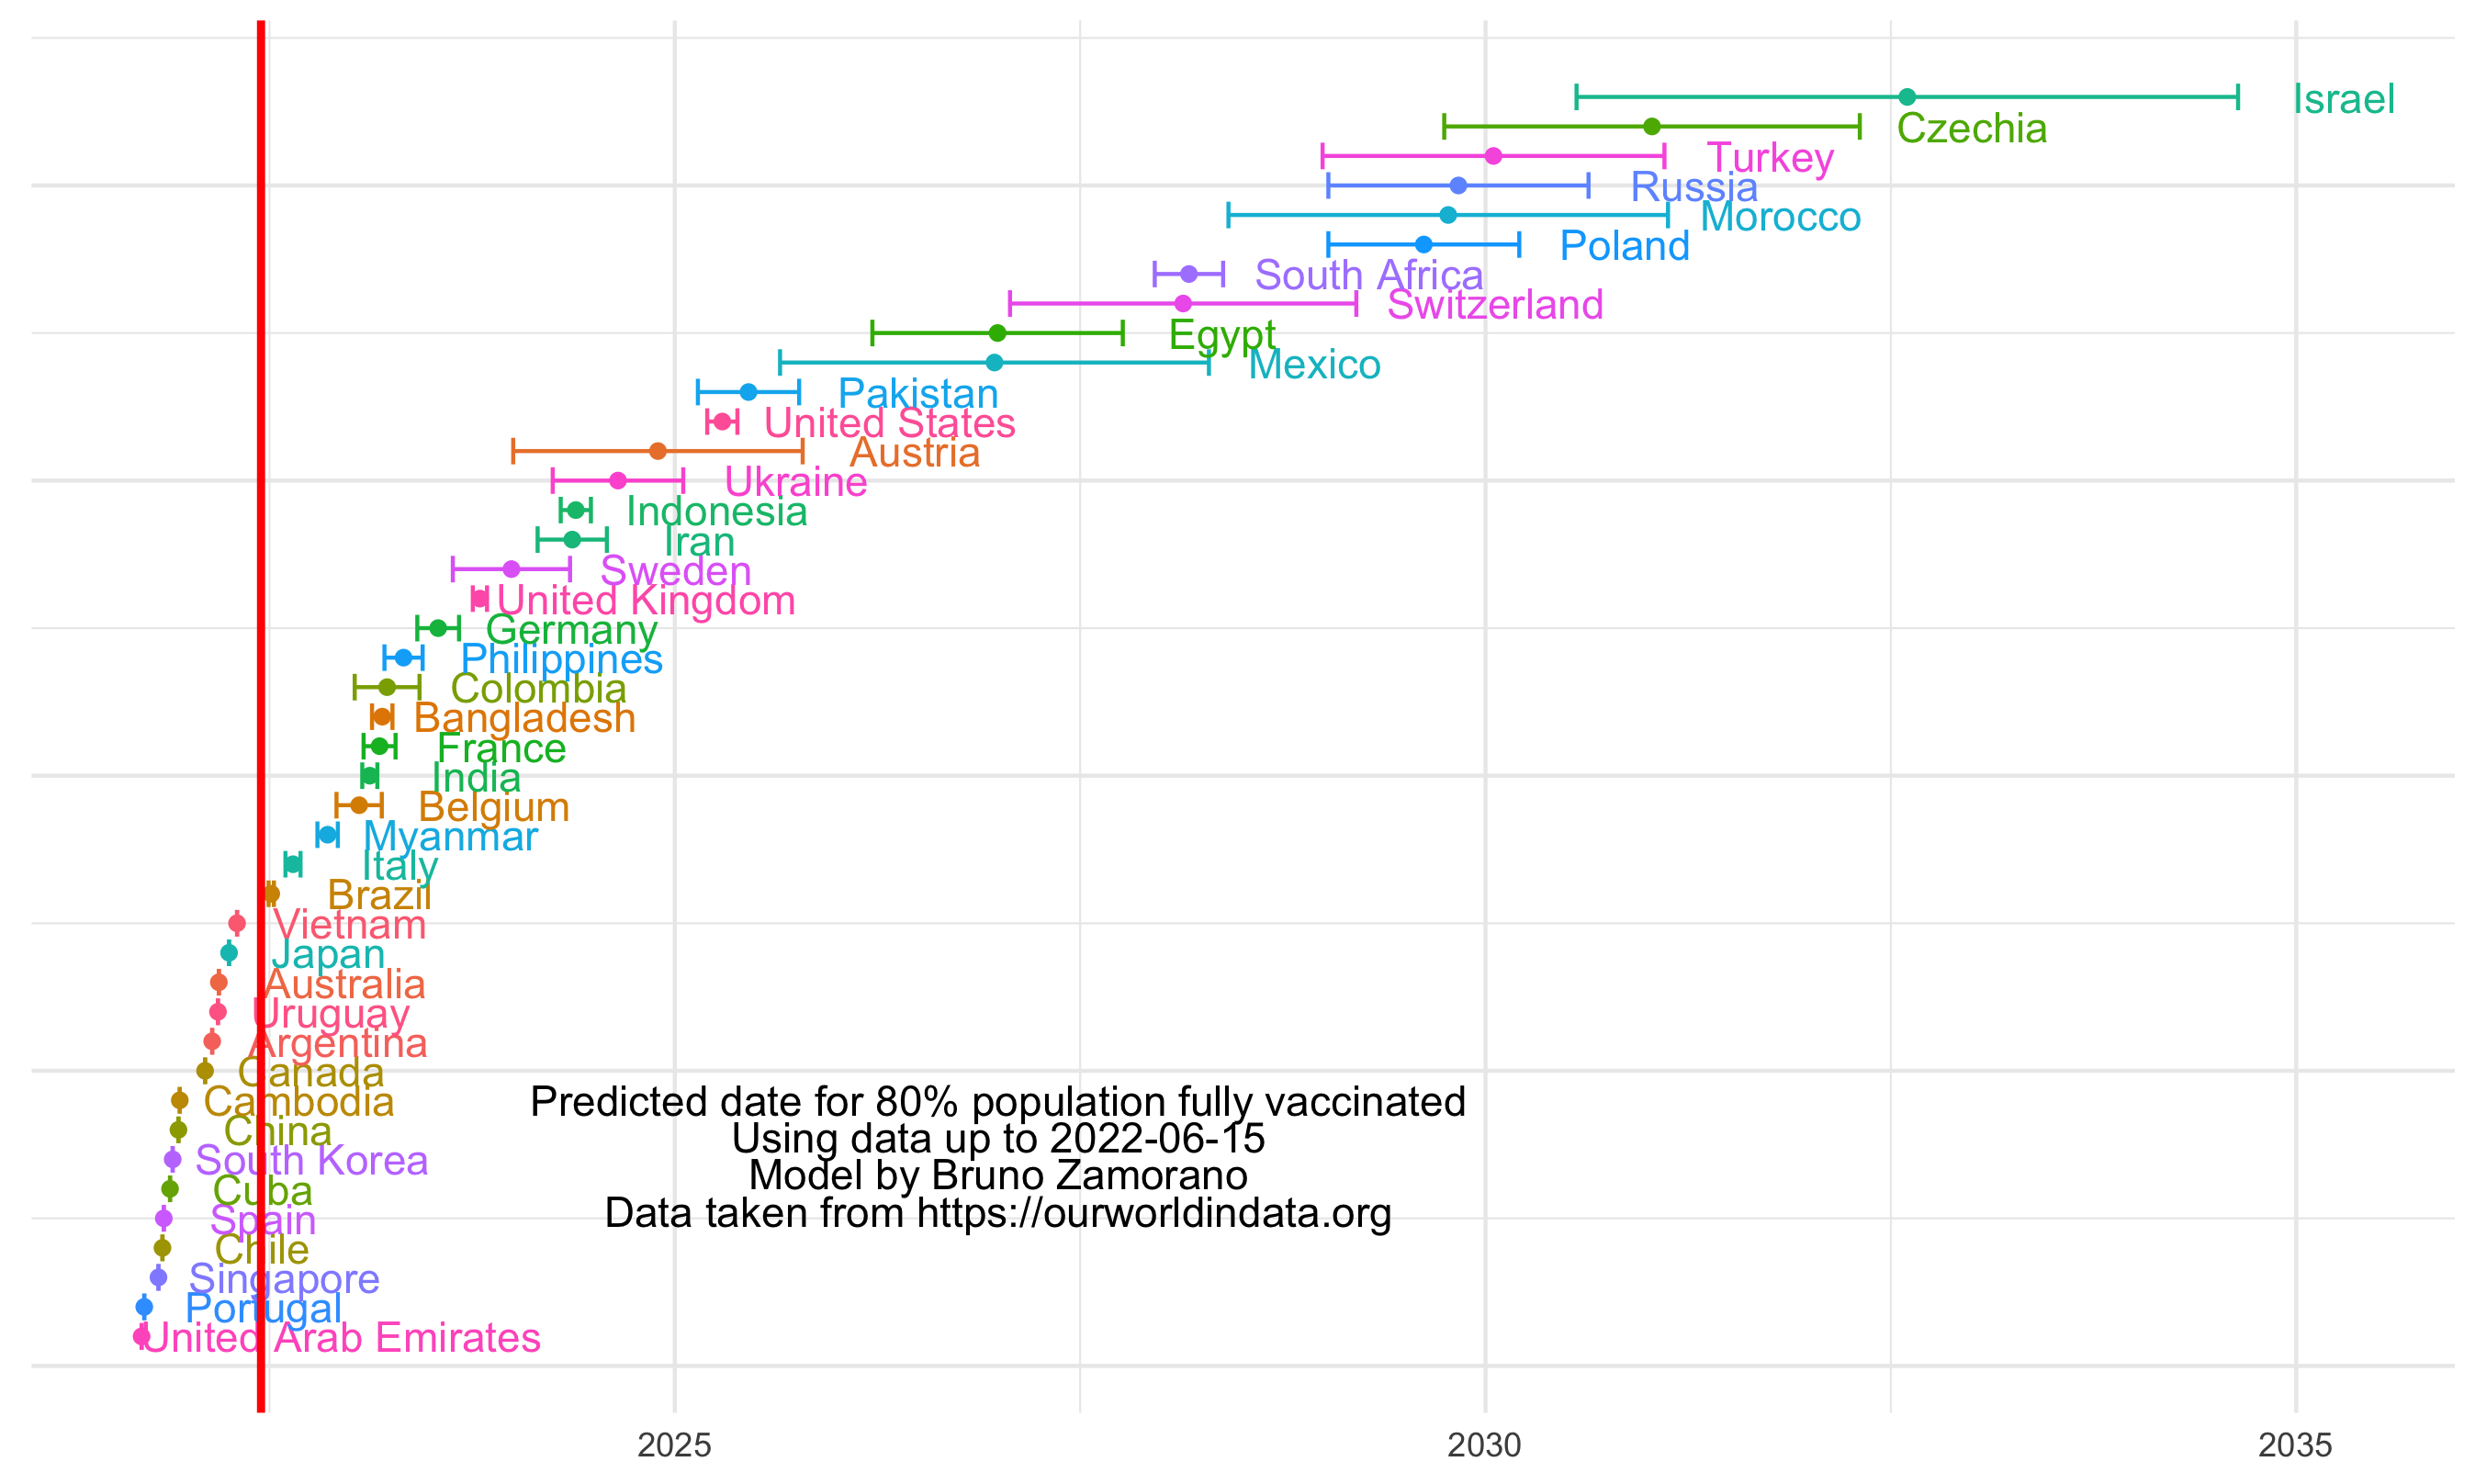 Israel
Czechia
Turkey
Russia
Morocco
Poland
South Africa
Switzerland
Egypt
Mexico
Pakistan
United States
Austria
Ukraine
Indonesia
Iran
Sweden
United Kingdom
Germany
Philippines
Colombia
Bangladesh
France
India
Belgium
Myanmar
Italy
Brazil
Vietnam
Japan
Australia
Uruguay
Argentina
Canada
Cambodia
China
South Korea
Cuba
Spain
Chile
Singapore
Portugal
United Arab Emirates
Predicted date for 80% population fully vaccinated
Using data up to 2022-06-15
Model by Bruno Zamorano
Data taken from https://ourworldindata.org
2025 2030 2035